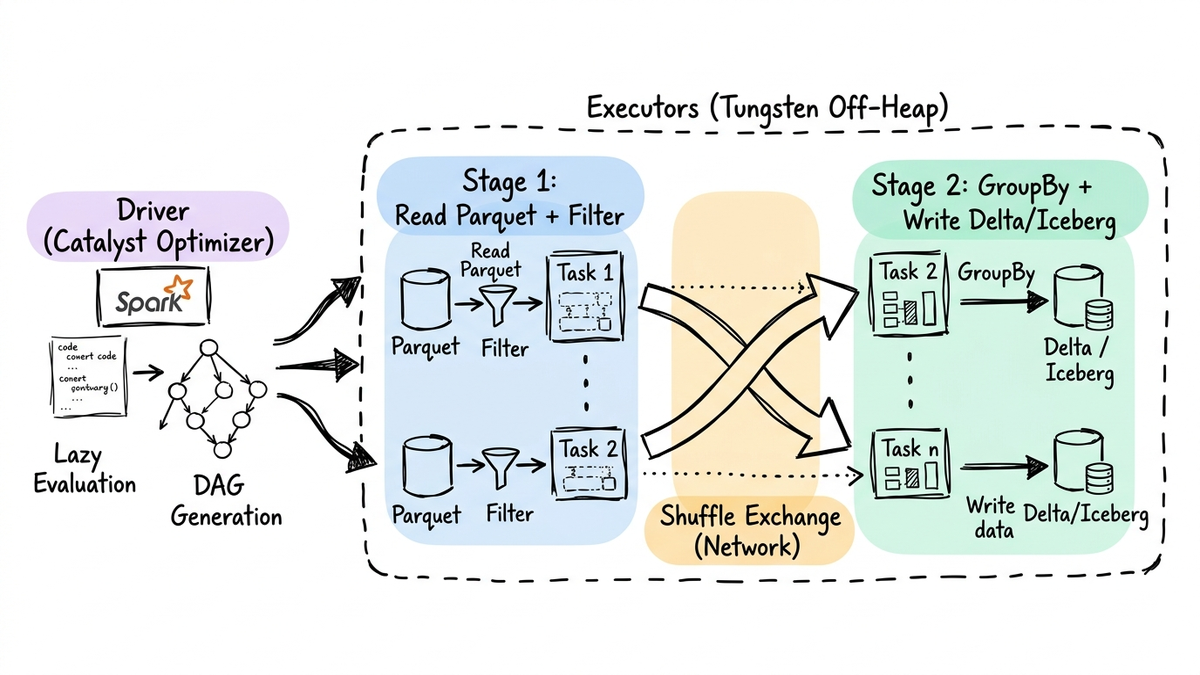 Executors (Tungsten Off-Heap)
Driver
(Catalyst Optimizer)
Spark
code
conert code
...
conert
gontuary()
...
...
Lazy
Evaluation
DAG
Generation
Stage 1:
Read Parquet + Filter
Read
Parquet
Task 1
Parquet
Filter
Task 2
Parquet
Filter
Shuffle Exchange
(Network)
Stage 2: GroupBy +
Write Delta/Iceberg
Task 2
GroupBy
Delta /
Iceberg
Task n
Write
data
Delta/Iceberg